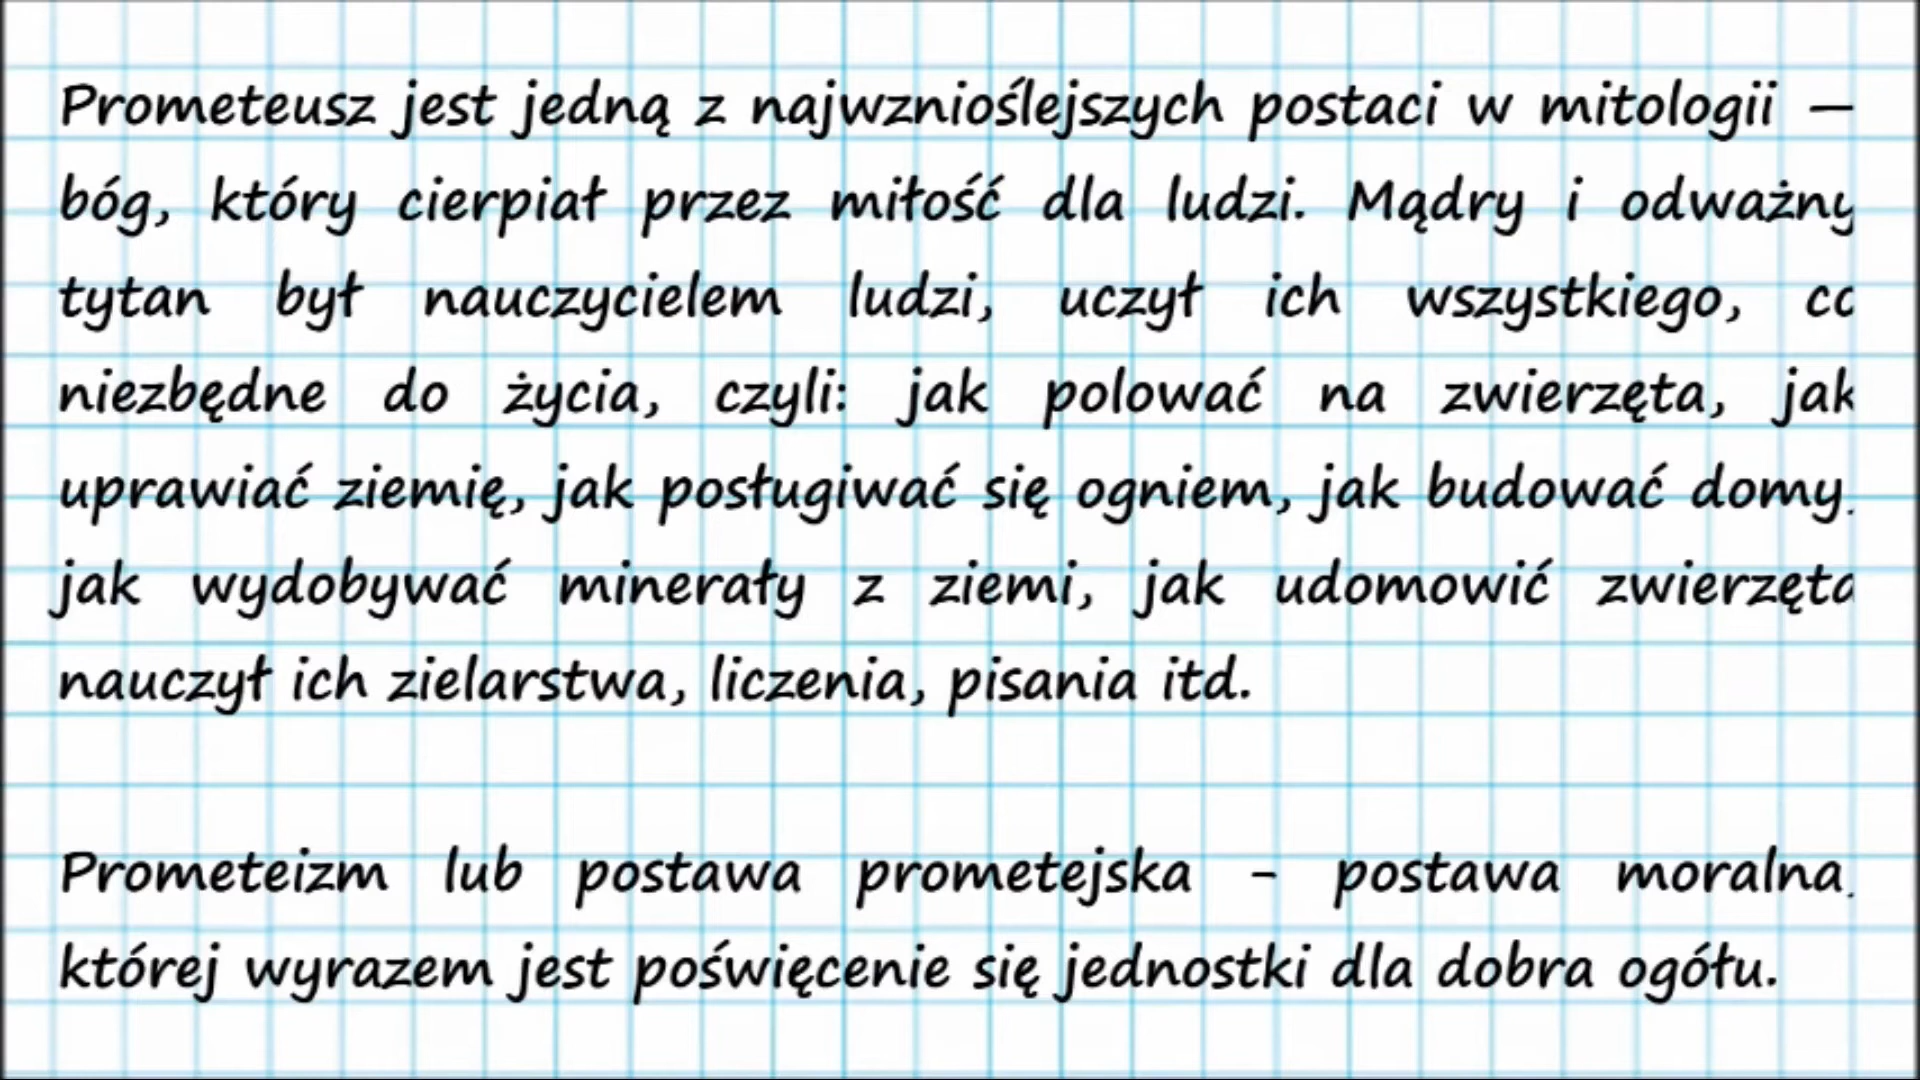 Prometeusz jest jedną z najwznioślejszych postaci w mitologii —
bóg, który cierpiał przez miłość dla ludzi. Mądry i odważny
tytan był nauczycielem ludzi, uczył ich wszystkiego, co
niezbędne do życia, czyli: jak polować na zwierzęta, jak
uprawiać ziemię, jak posługiwać się ogniem, jak budować domy,
jak wydobywać minerały z ziemi, jak udomowić zwierzęta
nauczył ich zielarstwa, liczenia, pisania itd.
Prometeizm lub postawa prometejska - postawa moralna,
której wyrazem jest poświęcenie się jednostki dla dobra ogółu.